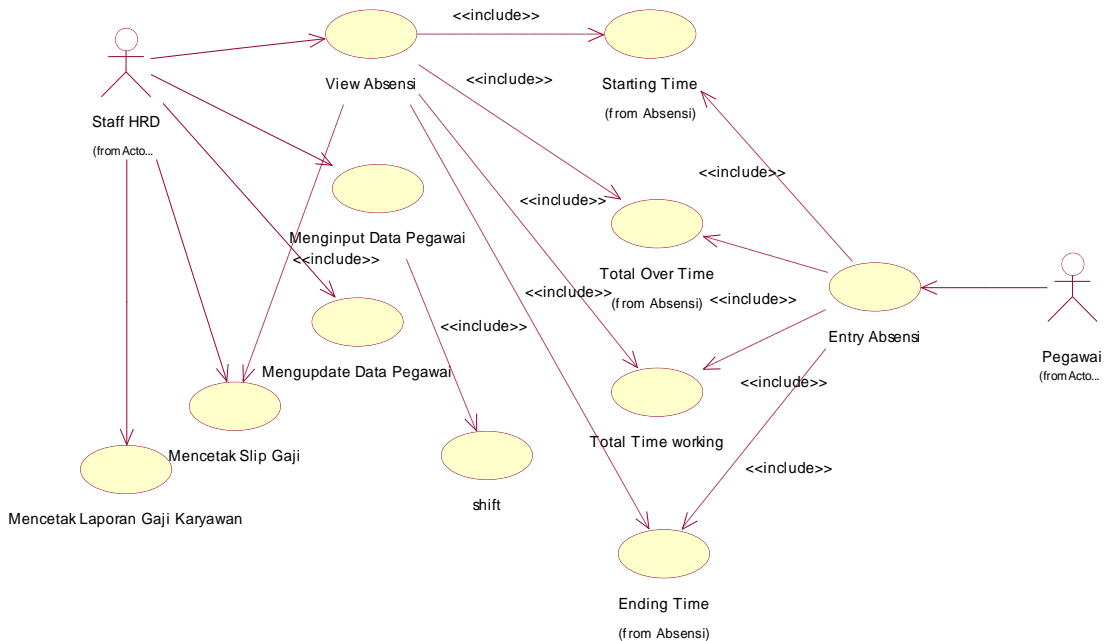 <<include>>
View Absensi
Starting Time
(from Absensi)
<<include>>
Staff HRD
(from Acto...
<<include>>
<<include>>
Menginput Data Pegawai
<<include>>
Total Over Time
(from Absensi)
<<include>>
<<include>>
<<include>>
Entry Absensi
Pegawai
(from Acto...
Mengupdate Data Pegawai
<<include>>
Total Time working
<<include>>
Mencetak Slip Gaji
<<include>>
shift
Mencetak Laporan Gaji Karyawan
Ending Time
(from Absensi)